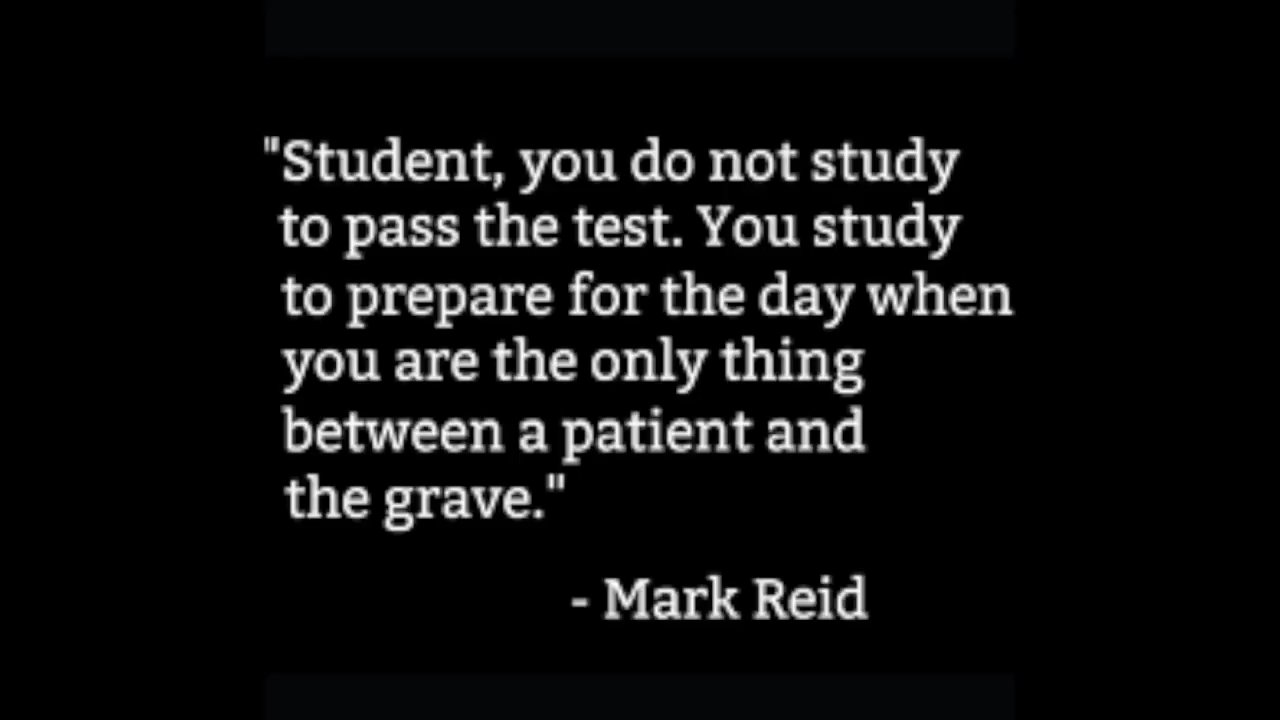 "Student, you do not study
to pass the test. You study
to prepare for the day when
you are the only thing
between a patient and
the grave."
- Mark Reid